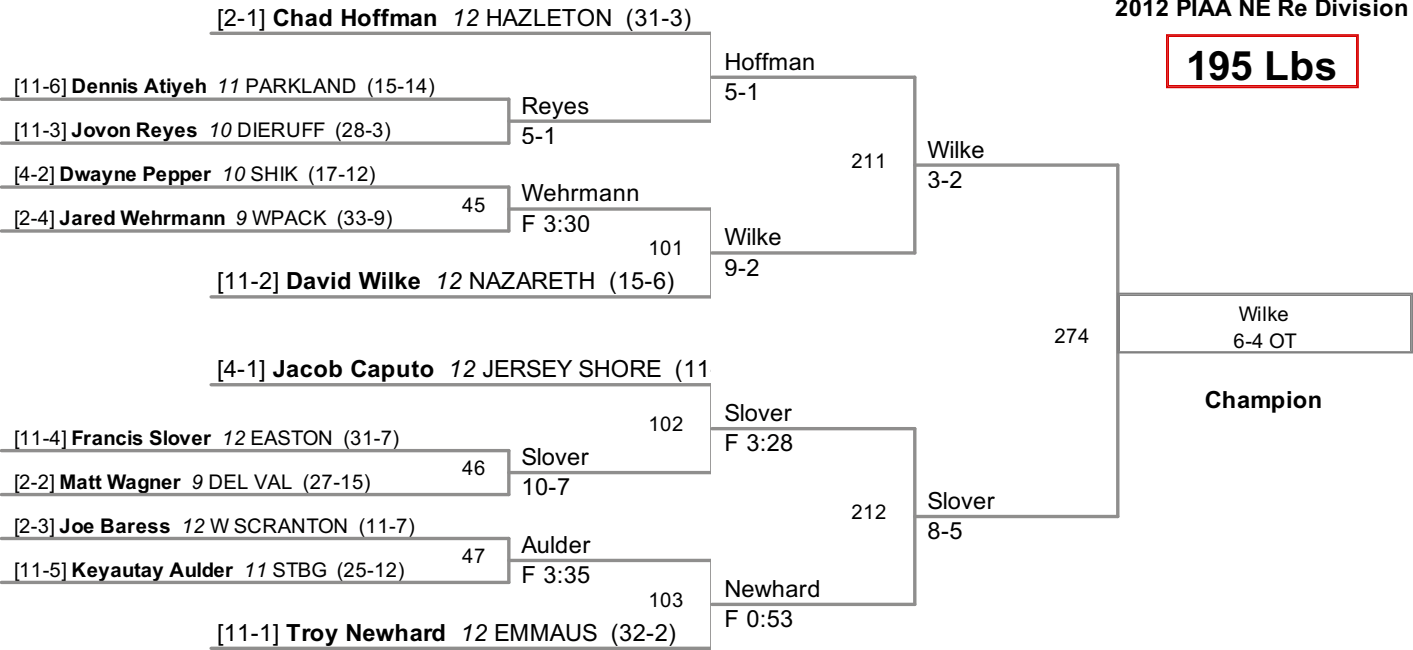 2012 PIAA NE Re Division
195 Lbs
[2-1] Chad Hoffman 12 HAZLETON (31-3)
Hoffman
5-1
[11-6] Dennis Atiyeh 11 PARKLAND (15-14)
Reyes
5-1
[11-3] Jovon Reyes 10 DIERUFF (28-3)
211
Wilke
3-2
[4-2] Dwayne Pepper 10 SHIK (17-12)
45
Wehrmann
F 3:30
[2-4] Jared Wehrmann 9 WPACK (33-9)
101
Wilke
9-2
[11-2] David Wilke 12 NAZARETH (15-6)
274
Wilke
6-4 OT
Champion
[4-1] Jacob Caputo 12 JERSEY SHORE (11
102
Slover
F 3:28
[11-4] Francis Slover 12 EASTON (31-7)
46
Slover
10-7
[2-2] Matt Wagner 9 DEL VAL (27-15)
212
Slover
8-5
[2-3] Joe Baress 12 W SCRANTON (11-7)
47
Aulder
F 3:35
[11-5] Keyautay Aulder 11 STBG (25-12)
103
Newhard
F 0:53
[11-1] Troy Newhard 12 EMMAUS (32-2)